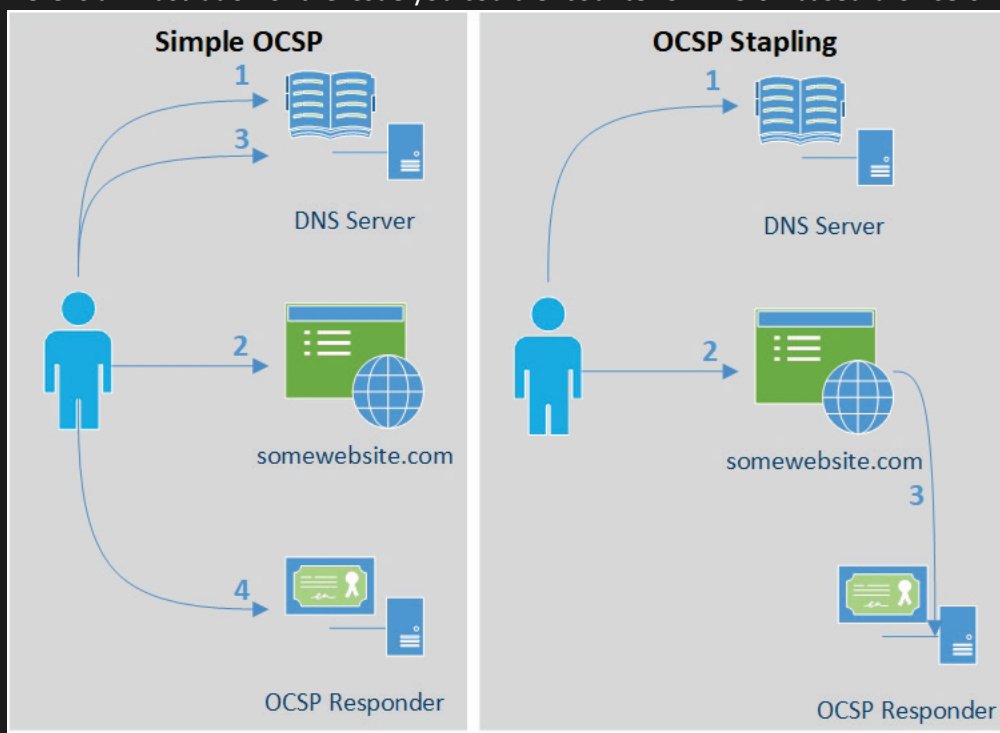 Simple OCSP
1
3
DNS Server
2
somewebsite.com
4
OCSP Responder
OCSP Stapling
1
DNS Server
2
somewebsite.com
3
OCSP Responder